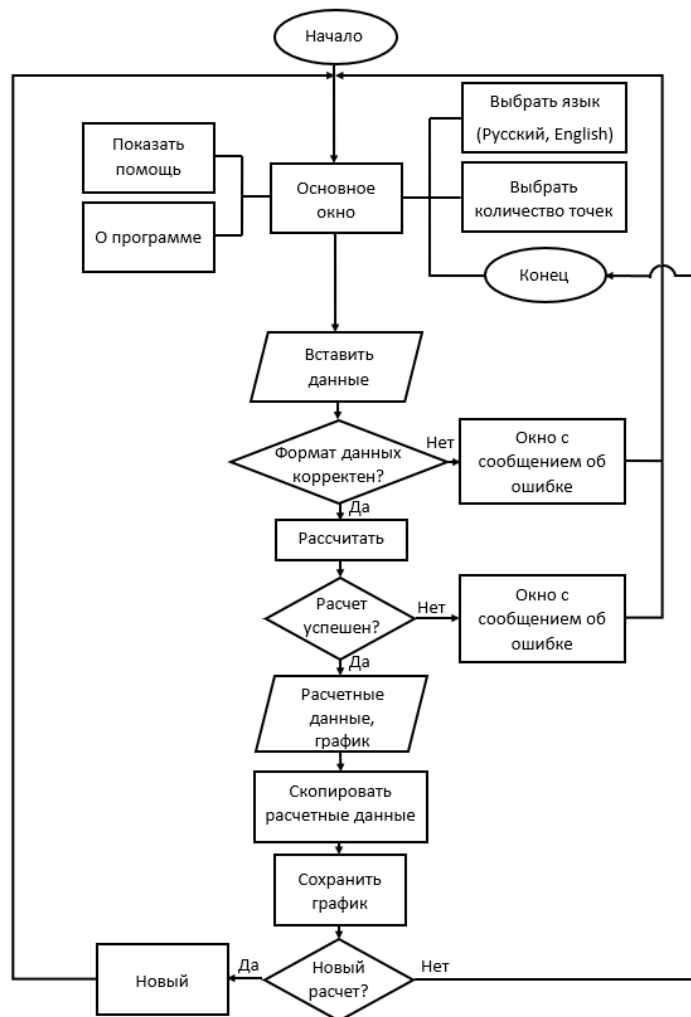 Начало
Выбрать язык
(Русский, English)
Показать
помощь
Основное
окно
Выбрать
количество точек
О программе
Конец
Вставить
данные
Формат данных
корректен?
Нет
Окно с
сообщением об
ошибке
Да
Рассчитать
Расчет
успешен?
Нет
Окно с
сообщением об
ошибке
Да
Расчетные
данные,
график
Скопировать
расчетные данные
Сохранить
график
Новый
расчет?
Да
Новый
Нет